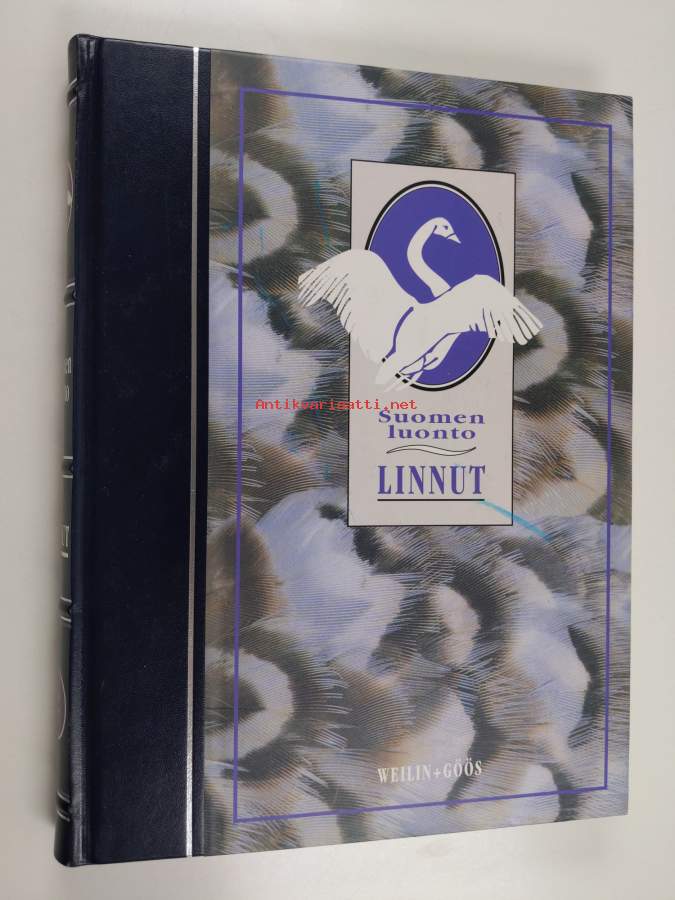 Antikvariaatti.net
Suomen
luonto
LINNUT
WEILIN+GÖÖS